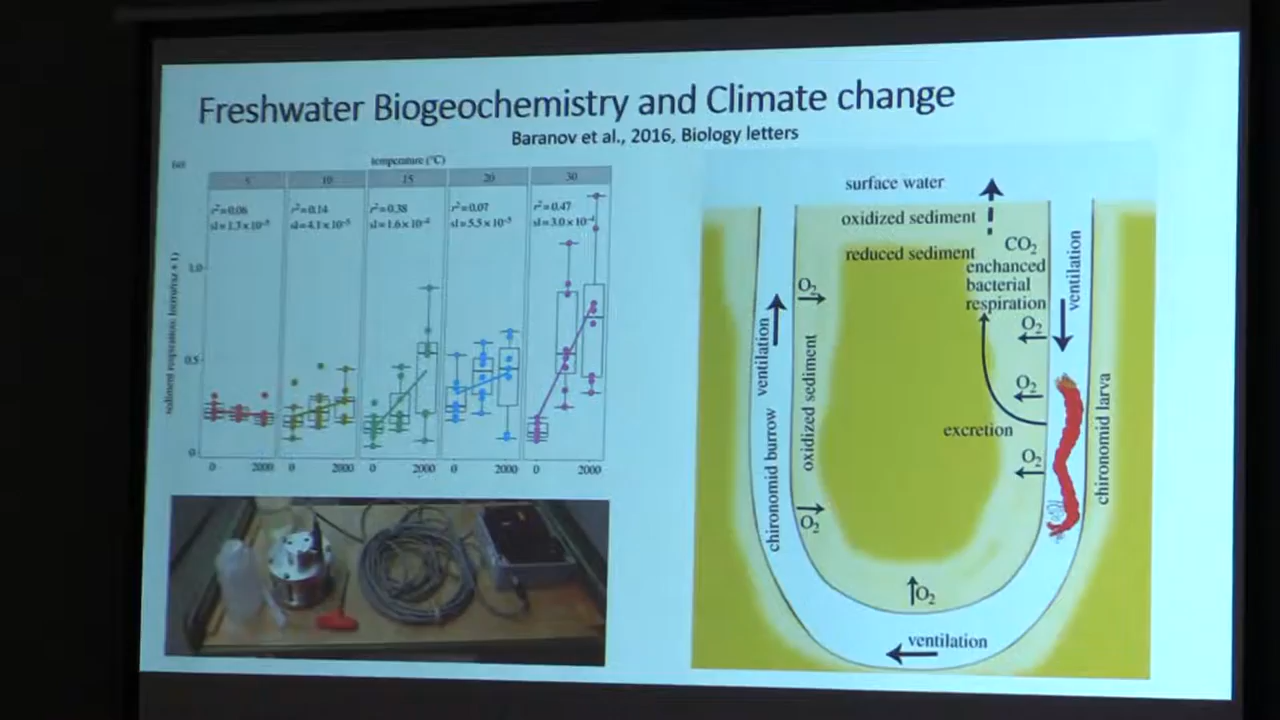 Freshwater Biogeochemistry and Climate change
Baranov et al., 2016, Biology letters
temperature (°C)
5 10 15 20 30
r²=0.06 r²=0.14 r²=0.38 r²=0.07 r²=0.47
sl=1.3×10⁻⁵ sl=4.1×10⁻⁵ sl=1.6×10⁻⁴ sl=5.5×10⁻⁵ sl=3.0×10⁻⁴
1.0
0.5
0
sediment respiration
0 2000 0 2000 0 2000 0 2000 0 2000
surface water
oxidized sediment
reduced sediment
CO₂
enchanced
bacterial
respiration
ventilation
O₂
O₂
O₂
O₂
excretion
chironomid larva
ventilation
chironomid burrow
oxidized sediment
O₂
O₂
ventilation